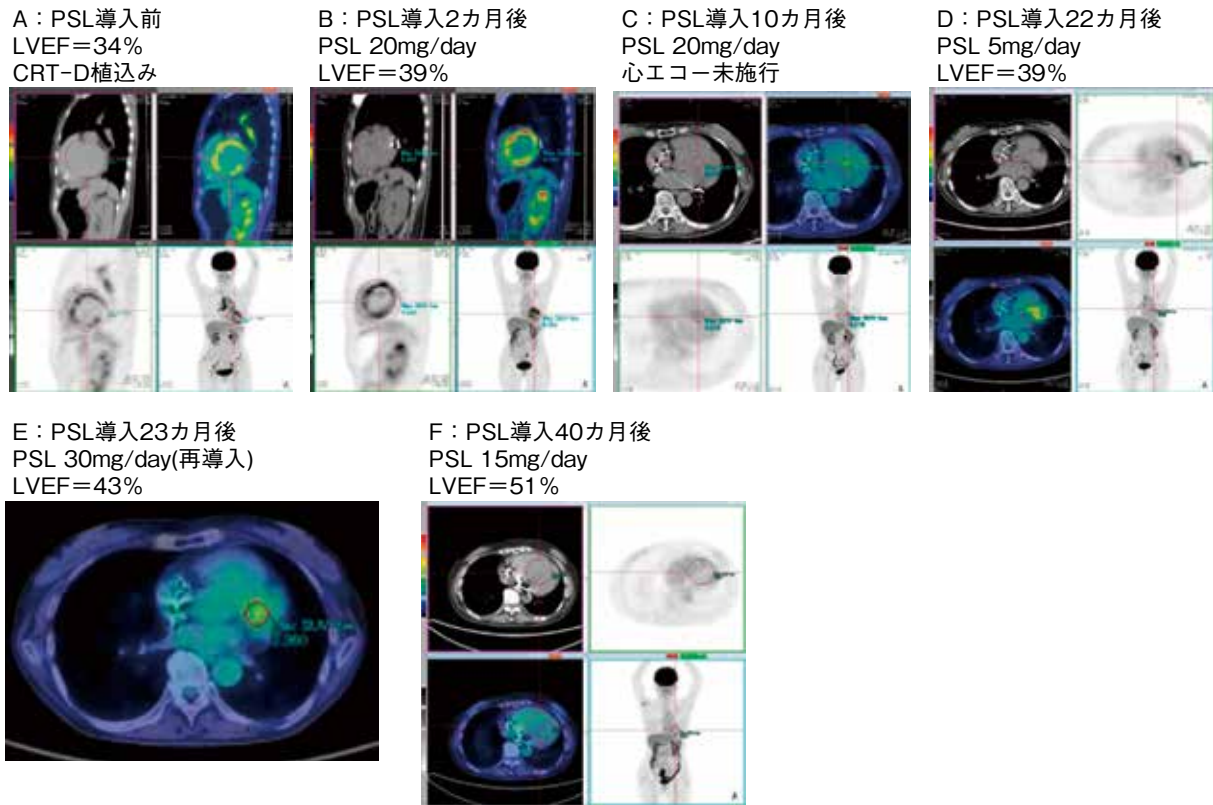 A：PSL導入前
LVEF＝34%
CRT-D植込み
B：PSL導入2カ月後
PSL 20mg/day
LVEF＝39%
C：PSL導入10カ月後
PSL 20mg/day
心エコー未施行
D：PSL導入22カ月後
PSL 5mg/day
LVEF＝39%
E：PSL導入23カ月後
PSL 30mg/day(再導入)
LVEF＝43%
F：PSL導入40カ月後
PSL 15mg/day
LVEF＝51%